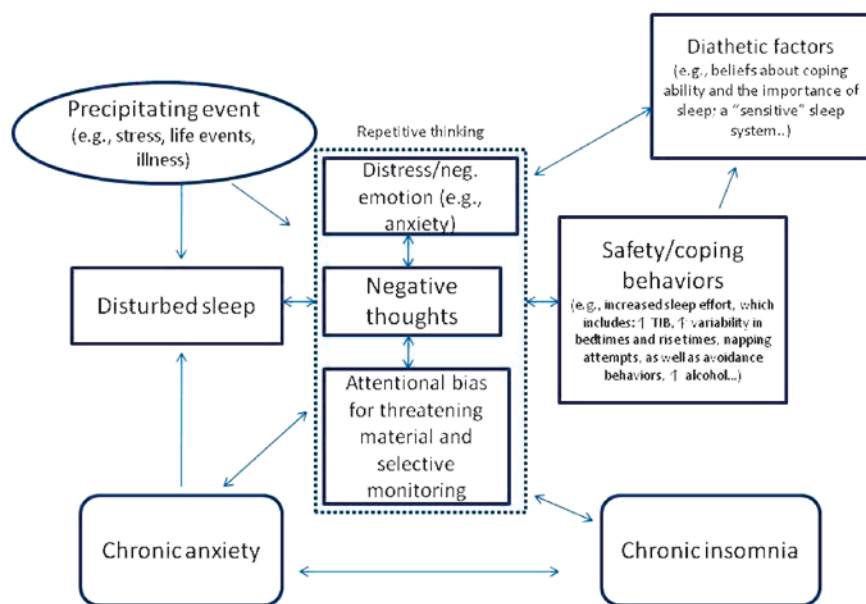 Diathetic factors
(e.g., beliefs about coping
ability and the importance of
sleep; a “sensitive” sleep
system..)
Precipitating event
(e.g., stress, life events,
illness)
Repetitive thinking
Distress/neg.
emotion (e.g.,
anxiety)
Safety/coping
behaviors
(e.g., increased sleep effort, which
includes: ↑ TIB, ↑ variability in
bedtimes and rise times, napping
attempts, as well as avoidance
behaviors, ↑ alcohol...)
Disturbed sleep
Negative
thoughts
Attentional bias
for threatening
material and
selective
monitoring
Chronic anxiety
Chronic insomnia